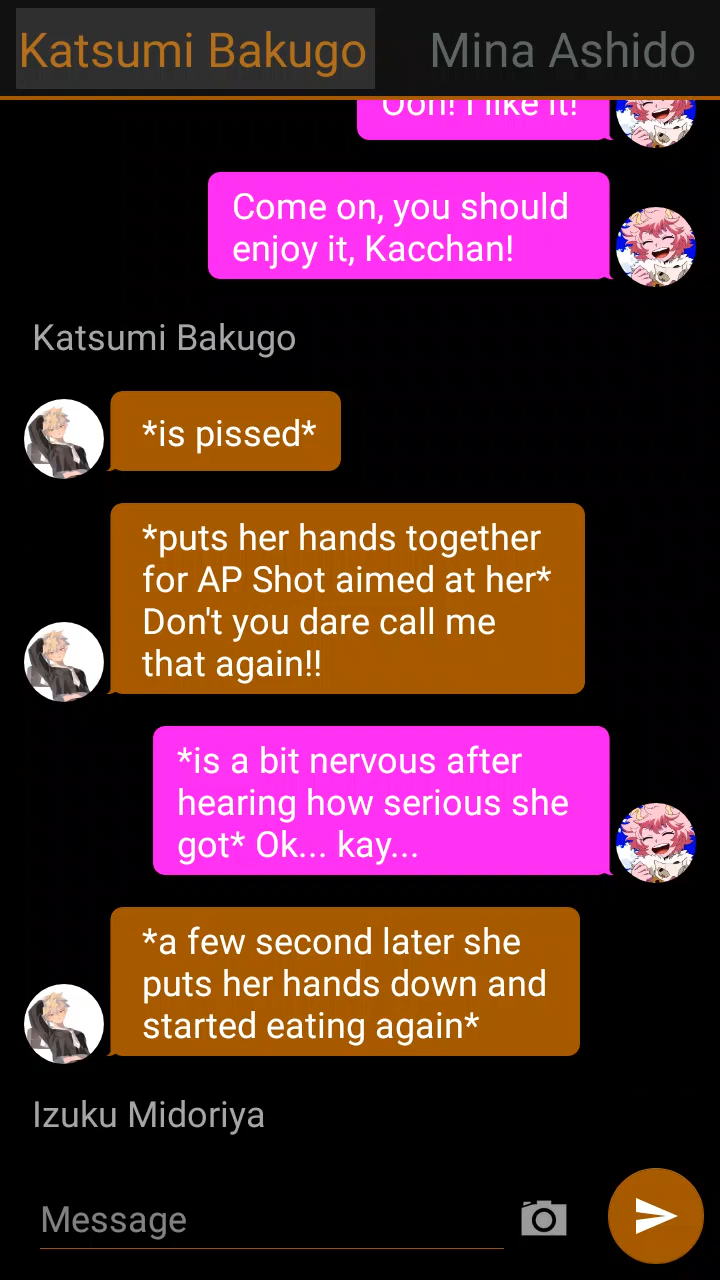 Katsumi Bakugo Mina Ashido
Ooh! I like it!
Come on, you should
enjoy it, Kacchan!
Katsumi Bakugo
*is pissed*
*puts her hands together
for AP Shot aimed at her*
Don't you dare call me
that again!!
*is a bit nervous after
hearing how serious she
got* Ok... kay...
*a few second later she
puts her hands down and
started eating again*
Izuku Midoriya
Message